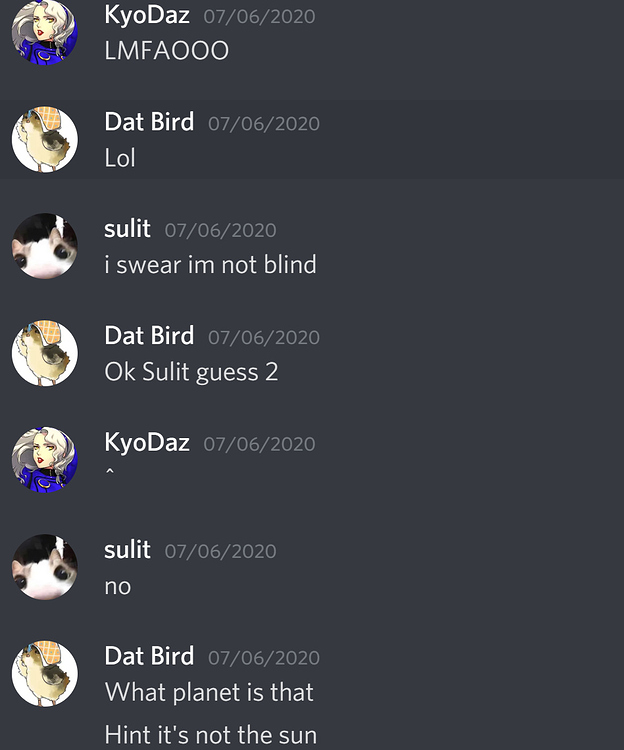 KyoDaz 07/06/2020
LMFAOOO
Dat Bird 07/06/2020
Lol
sulit 07/06/2020
i swear im not blind
Dat Bird 07/06/2020
Ok Sulit guess 2
KyoDaz 07/06/2020
^
sulit 07/06/2020
no
Dat Bird 07/06/2020
What planet is that
Hint it's not the sun